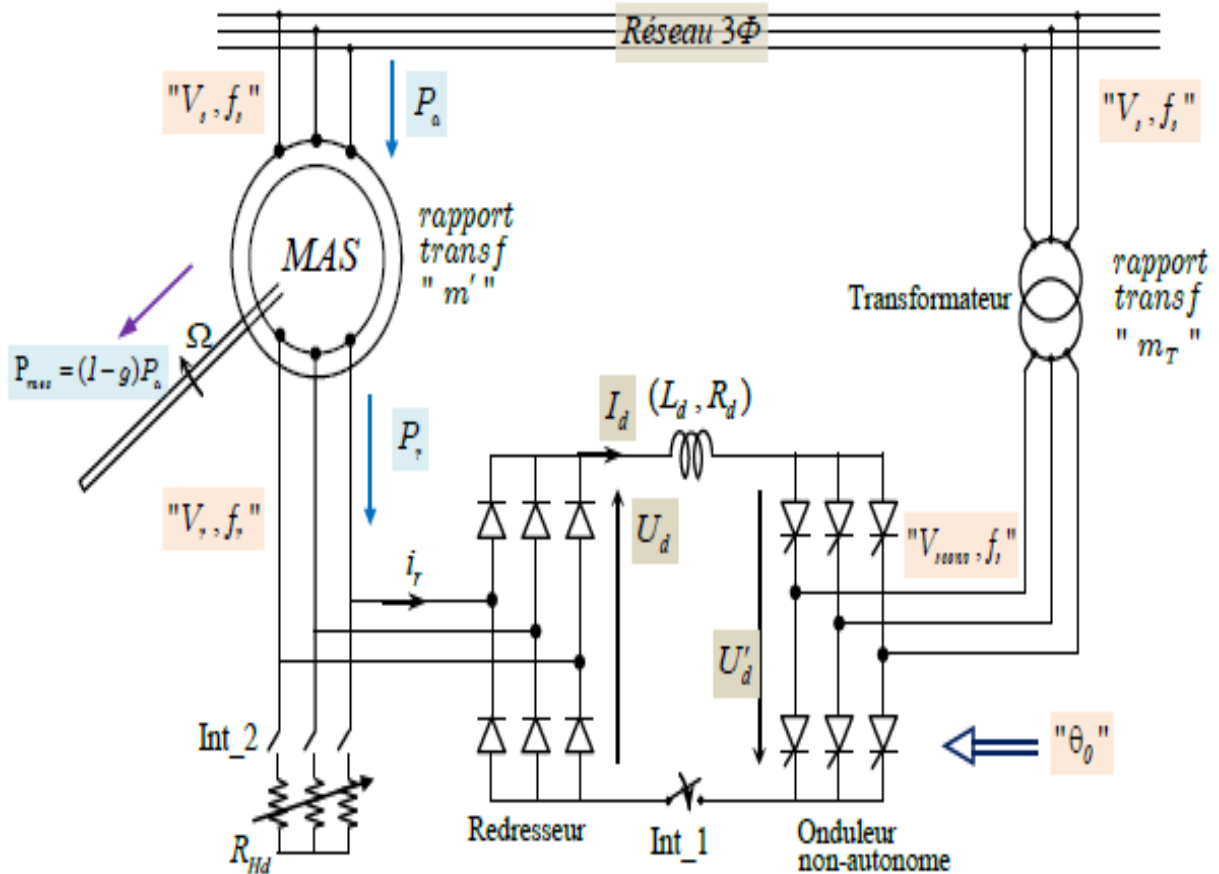 Réseau 3Φ
"V_s, f_s"
P_a
"V_s, f_s"
MAS
rapport
transf
" m' "
Transformateur
rapport
transf
" m_T "
Ω
P_mec = (1-g)P_a
I_d
(L_d, R_d)
P_r
"V_r, f_r"
U_d
i_r
"V_secon, f_s"
U'_d
Int_2
"θ_0"
R_Hd
Redresseur
Int_1
Onduleur
non-autonome